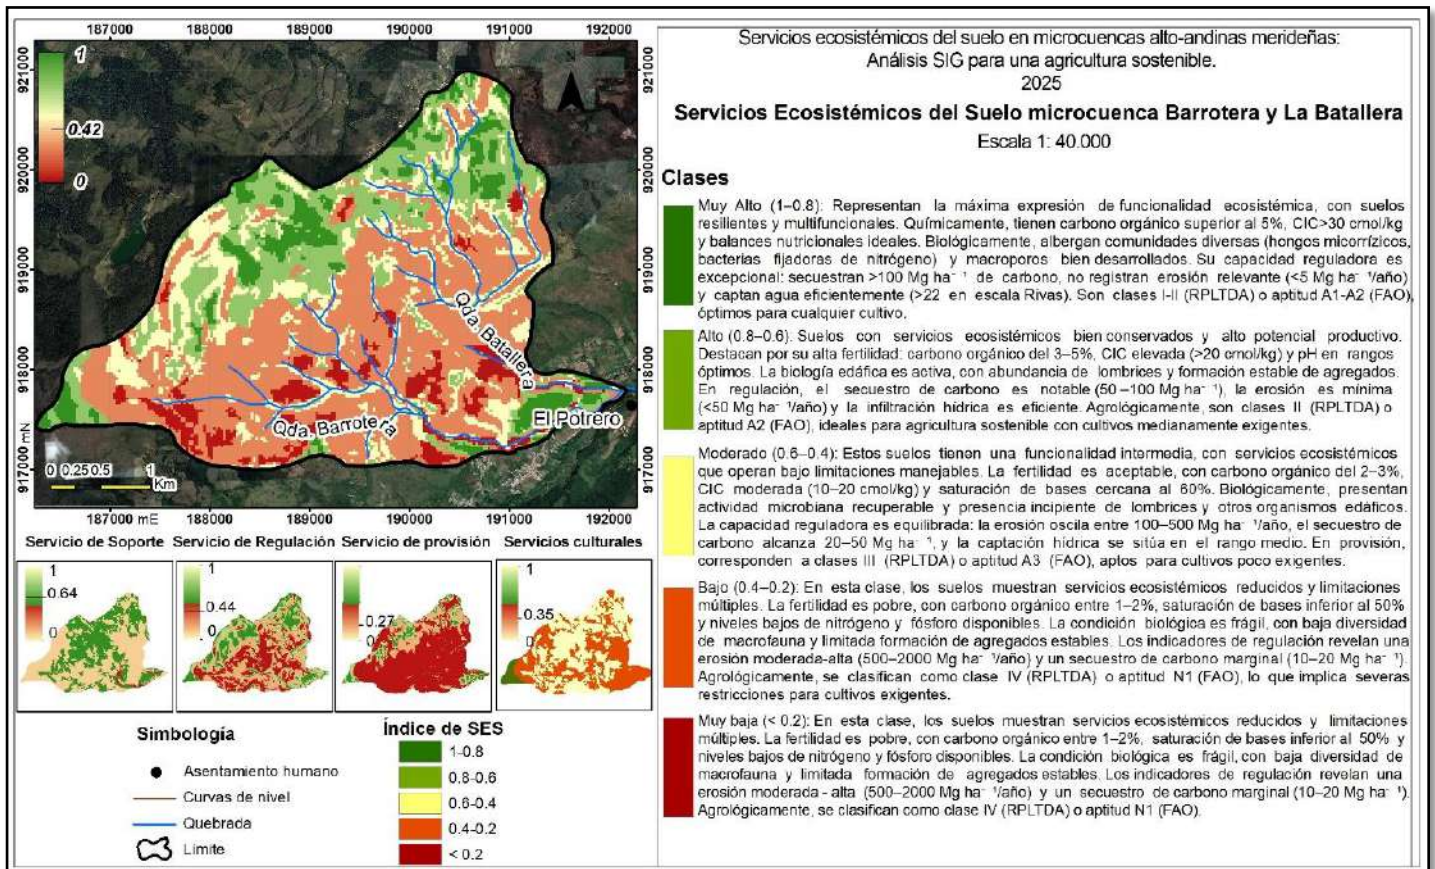 187000 188000 189000 190000 191000 192000
921000
920000
919000
918000
917000 mN
1
0.42
0
921000
920000
919000
918000
917000
Qda. Batallera
El Potrero
Qda. Barrotera
0 0.25 0.5 1
Km
187000 mE 188000 189000 190000 191000 192000
Servicio de Soporte Servicio de Regulación Servicio de provisión Servicios culturales
1
0.64
0
1
0.44
0
1
0.27
0
1
0.35
0
Simbología
Asentamiento humano
Curvas de nivel
Quebrada
Limite
Índice de SES
1-0.8
0.8-0.6
0.6-0.4
0.4-0.2
< 0.2
Servicios ecosistémicos del suelo en microcuencas alto-andinas merideñas:
Análisis SIG para una agricultura sostenible.
2025
Servicios Ecosistémicos del Suelo microcuenca Barrotera y La Batallera
Escala 1: 40.000
Clases
Muy Alto (1–0.8): Representan la máxima expresión de funcionalidad ecosistémica, con suelos
resilientes y multifuncionales. Químicamente, tienen carbono orgánico superior al 5%, CIC>30 cmol/kg
y balances nutricionales ideales. Biológicamente, albergan comunidades diversas (hongos micorrízicos,
bacterias fijadoras de nitrógeno) y macroporos bien desarrollados. Su capacidad reguladora es
excepcional: secuestran >100 Mg ha⁻¹ de carbono, no registran erosión relevante (<5 Mg ha⁻¹/año)
y captan agua eficientemente (>22 en escala Rivas). Son clases I-II (RPLTDA) o aptitud A1-A2 (FAO),
óptimos para cualquier cultivo.
Alto (0.8–0.6): Suelos con servicios ecosistémicos bien conservados y alto potencial productivo.
Destacan por su alta fertilidad: carbono orgánico del 3–5%, CIC elevada (>20 cmol/kg) y pH en rangos
óptimos. La biología edáfica es activa, con abundancia de lombrices y formación estable de agregados.
En regulación, el secuestro de carbono es notable (50–100 Mg ha⁻¹), la erosión es mínima
(<50 Mg ha⁻¹/año) y la infiltración hídrica es eficiente. Agrológicamente, son clases II (RPLTDA) o
aptitud A2 (FAO), ideales para agricultura sostenible con cultivos medianamente exigentes.
Moderado (0.6–0.4): Estos suelos tienen una funcionalidad intermedia, con servicios ecosistémicos
que operan bajo limitaciones manejables. La fertilidad es aceptable, con carbono orgánico del 2–3%,
CIC moderada (10–20 cmol/kg) y saturación de bases cercana al 60%. Biológicamente, presentan
actividad microbiana recuperable y presencia incipiente de lombrices y otros organismos edáficos.
La capacidad reguladora es equilibrada: la erosión oscila entre 100–500 Mg ha⁻¹/año, el secuestro de
carbono alcanza 20–50 Mg ha⁻¹, y la captación hídrica se sitúa en el rango medio. En provisión,
corresponden a clases III (RPLTDA) o aptitud A3 (FAO), aptos para cultivos poco exigentes.
Bajo (0.4–0.2): En esta clase, los suelos muestran servicios ecosistémicos reducidos y limitaciones
múltiples. La fertilidad es pobre, con carbono orgánico entre 1–2%, saturación de bases inferior al 50%
y niveles bajos de nitrógeno y fósforo disponibles. La condición biológica es frágil, con baja diversidad
de macrofauna y limitada formación de agregados estables. Los indicadores de regulación revelan una
erosión moderada-alta (500–2000 Mg ha⁻¹/año) y un secuestro de carbono marginal (10–20 Mg ha⁻¹).
Agrológicamente, se clasifican como clase IV (RPLTDA) o aptitud N1 (FAO), lo que implica severas
restricciones para cultivos exigentes.
Muy baja (< 0.2): En esta clase, los suelos muestran servicios ecosistémicos reducidos y limitaciones
múltiples. La fertilidad es pobre, con carbono orgánico entre 1–2%, saturación de bases inferior al 50% y
niveles bajos de nitrógeno y fósforo disponibles. La condición biológica es frágil, con baja diversidad de
macrofauna y limitada formación de agregados estables. Los indicadores de regulación revelan una
erosión moderada - alta (500–2000 Mg ha⁻¹/año) y un secuestro de carbono marginal (10–20 Mg ha⁻¹).
Agrológicamente, se clasifican como clase IV (RPLTDA) o aptitud N1 (FAO).